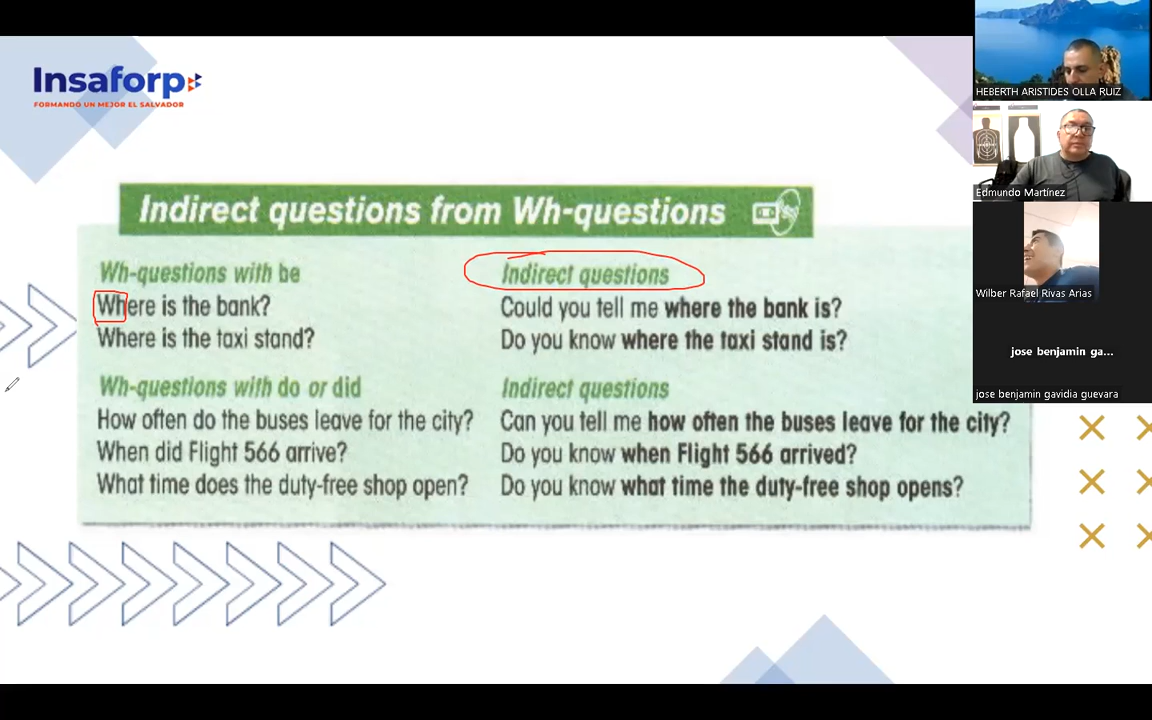 Insaforp
FORMANDO UN MEJOR EL SALVADOR
Indirect questions from Wh-questions
Wh-questions with be
Where is the bank?
Where is the taxi stand?
Indirect questions
Could you tell me where the bank is?
Do you know where the taxi stand is?
Wh-questions with do or did
How often do the buses leave for the city?
When did Flight 566 arrive?
What time does the duty-free shop open?
Indirect questions
Can you tell me how often the buses leave for the city?
Do you know when Flight 566 arrived?
Do you know what time the duty-free shop opens?
HEBERTH ARISTIDES OLLA RUIZ
Edmundo Martínez
Wilber Rafael Rivas Arias
jose benjamin ga...
jose benjamin gavidia guevara